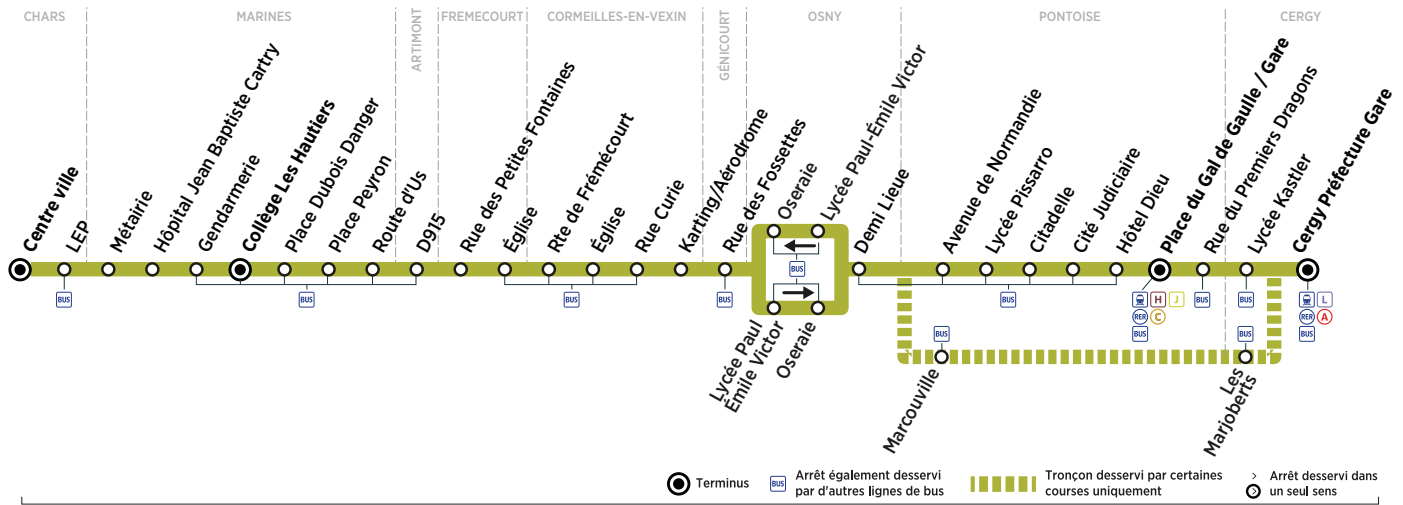 CHARS
MARINES
ARTIMONT
FREMECOURT
CORMEILLES-EN-VEXIN
GÉNICOURT
OSNY
PONTOISE
CERGY
Centre ville
LEP
Métairie
Hôpital Jean Baptiste Cartry
Gendarmerie
Collège Les Hautiers
Place Dubois Danger
Place Peyron
Route d'Us
D915
Rue des Petites Fontaines
Église
Rte de Frémécourt
Église
Rue Curie
Karting/Aérodrome
Rue des Fossettes
Oseraie
Lycée Paul-Émile Victor
Demi Lieue
Avenue de Normandie
Lycée Pissarro
Citadelle
Cité Judiciaire
Hôtel Dieu
Place du Gal de Gaulle / Gare
Rue du Premiers Dragons
Lycée Kastler
Cergy Préfecture Gare
BUS
BUS
BUS
BUS
BUS
BUS
H J
RER C
BUS
BUS
BUS
L
RER A
BUS
Lycée Paul
Émile Victor
Oseraie
BUS
Marcouville
BUS
Les
Marjoberts
Terminus
BUS
Arrêt également desservi
par d'autres lignes de bus
Tronçon desservi par certaines
courses uniquement
Arrêt desservi dans
un seul sens